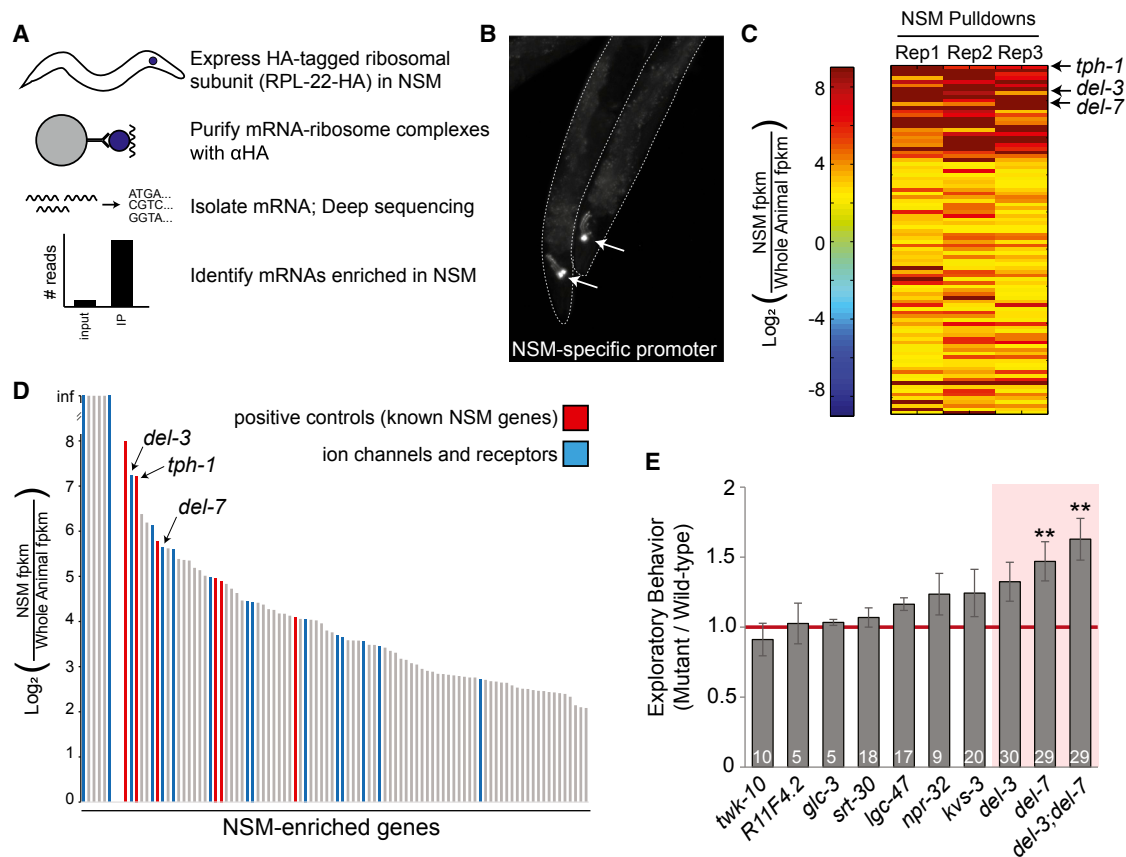 A
Express HA-tagged ribosomal
subunit (RPL-22-HA) in NSM
Purify mRNA-ribosome complexes
with αHA
ATGA...
CGTC...
GGTA...
Isolate mRNA; Deep sequencing
# reads
input
IP
Identify mRNAs enriched in NSM
B
NSM-specific promoter
C
NSM Pulldowns
Rep1 Rep2 Rep3
tph-1
del-3
del-7
8
4
0
-4
-8
Log₂ ( NSM fpkm / Whole Animal fpkm )
D
inf
8
7
6
5
4
3
2
1
0
Log₂ ( NSM fpkm / Whole Animal fpkm )
positive controls (known NSM genes)
ion channels and receptors
del-3
tph-1
del-7
NSM-enriched genes
E
Exploratory Behavior
(Mutant / Wild-type)
2
1.5
1.0
0.5
0
**
**
10 5 5 18 17 9 20 30 29 29
twk-10
R11F4.2
glc-3
srt-30
lgc-47
npr-32
kvs-3
del-3
del-7
del-3;del-7